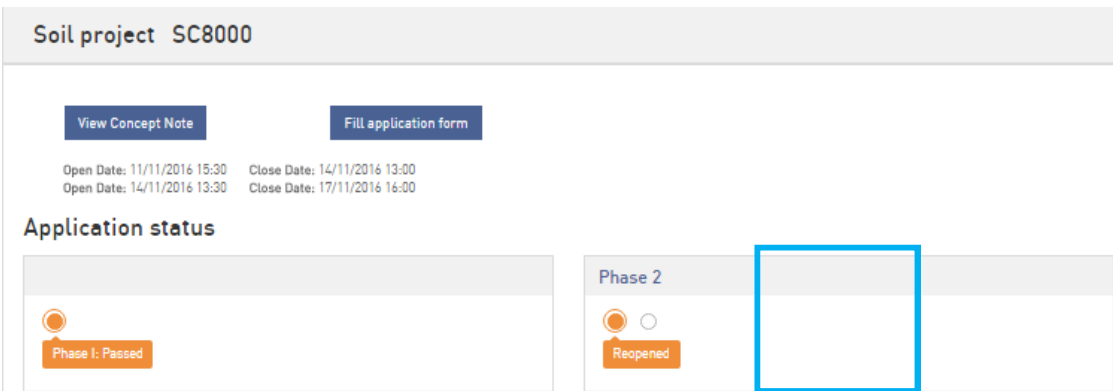 Soil project SC8000
View Concept Note Fill application form
Open Date: 11/11/2016 15:30 Close Date: 14/11/2016 13:00
Open Date: 14/11/2016 13:30 Close Date: 17/11/2016 16:00
Application status
Phase 2
Phase I: Passed
Reopened